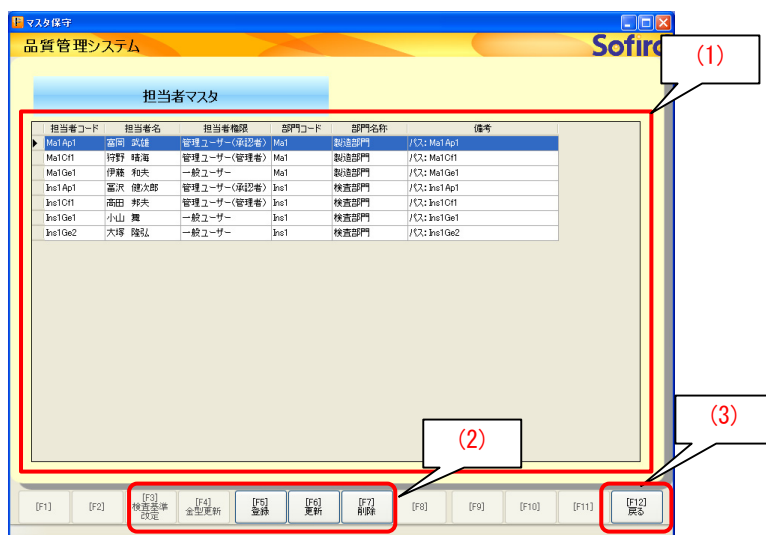 マスタ保守
品質管理システム
Sofiro
(1)
担当者マスタ
担当者コード 担当者名 担当者権限 部門コード 部門名称 備考
Ma1Ap1 富岡 武雄 管理ユーザー(承認者) Ma1 製造部門 パス:Ma1Ap1
Ma1Cf1 狩野 晴海 管理ユーザー(管理者) Ma1 製造部門 パス:Ma1Cf1
Ma1Ge1 伊藤 和夫 一般ユーザー Ma1 製造部門 パス:Ma1Ge1
Ins1Ap1 冨沢 健次郎 管理ユーザー(承認者) Ins1 検査部門 パス:Ins1Ap1
Ins1Cf1 高田 邦夫 管理ユーザー(管理者) Ins1 検査部門 パス:Ins1Cf1
Ins1Ge1 小山 舞 一般ユーザー Ins1 検査部門 パス:Ins1Ge1
Ins1Ge2 大塚 隆弘 一般ユーザー Ins1 検査部門 パス:Ins1Ge2
(2)
(3)
[F1] [F2] [F3] 検査基準 改定 [F4] 金型更新 [F5] 登録 [F6] 更新 [F7] 削除 [F8] [F9] [F10] [F11] [F12] 戻る